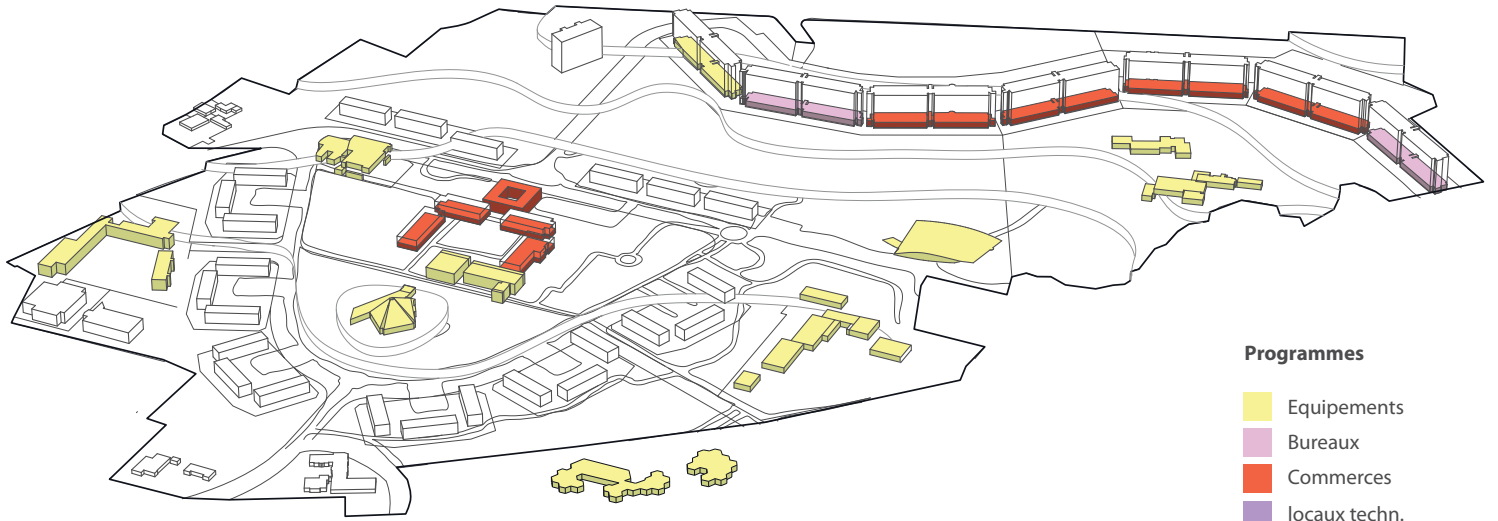 Programmes
Equipements
Bureaux
Commerces
locaux techn.